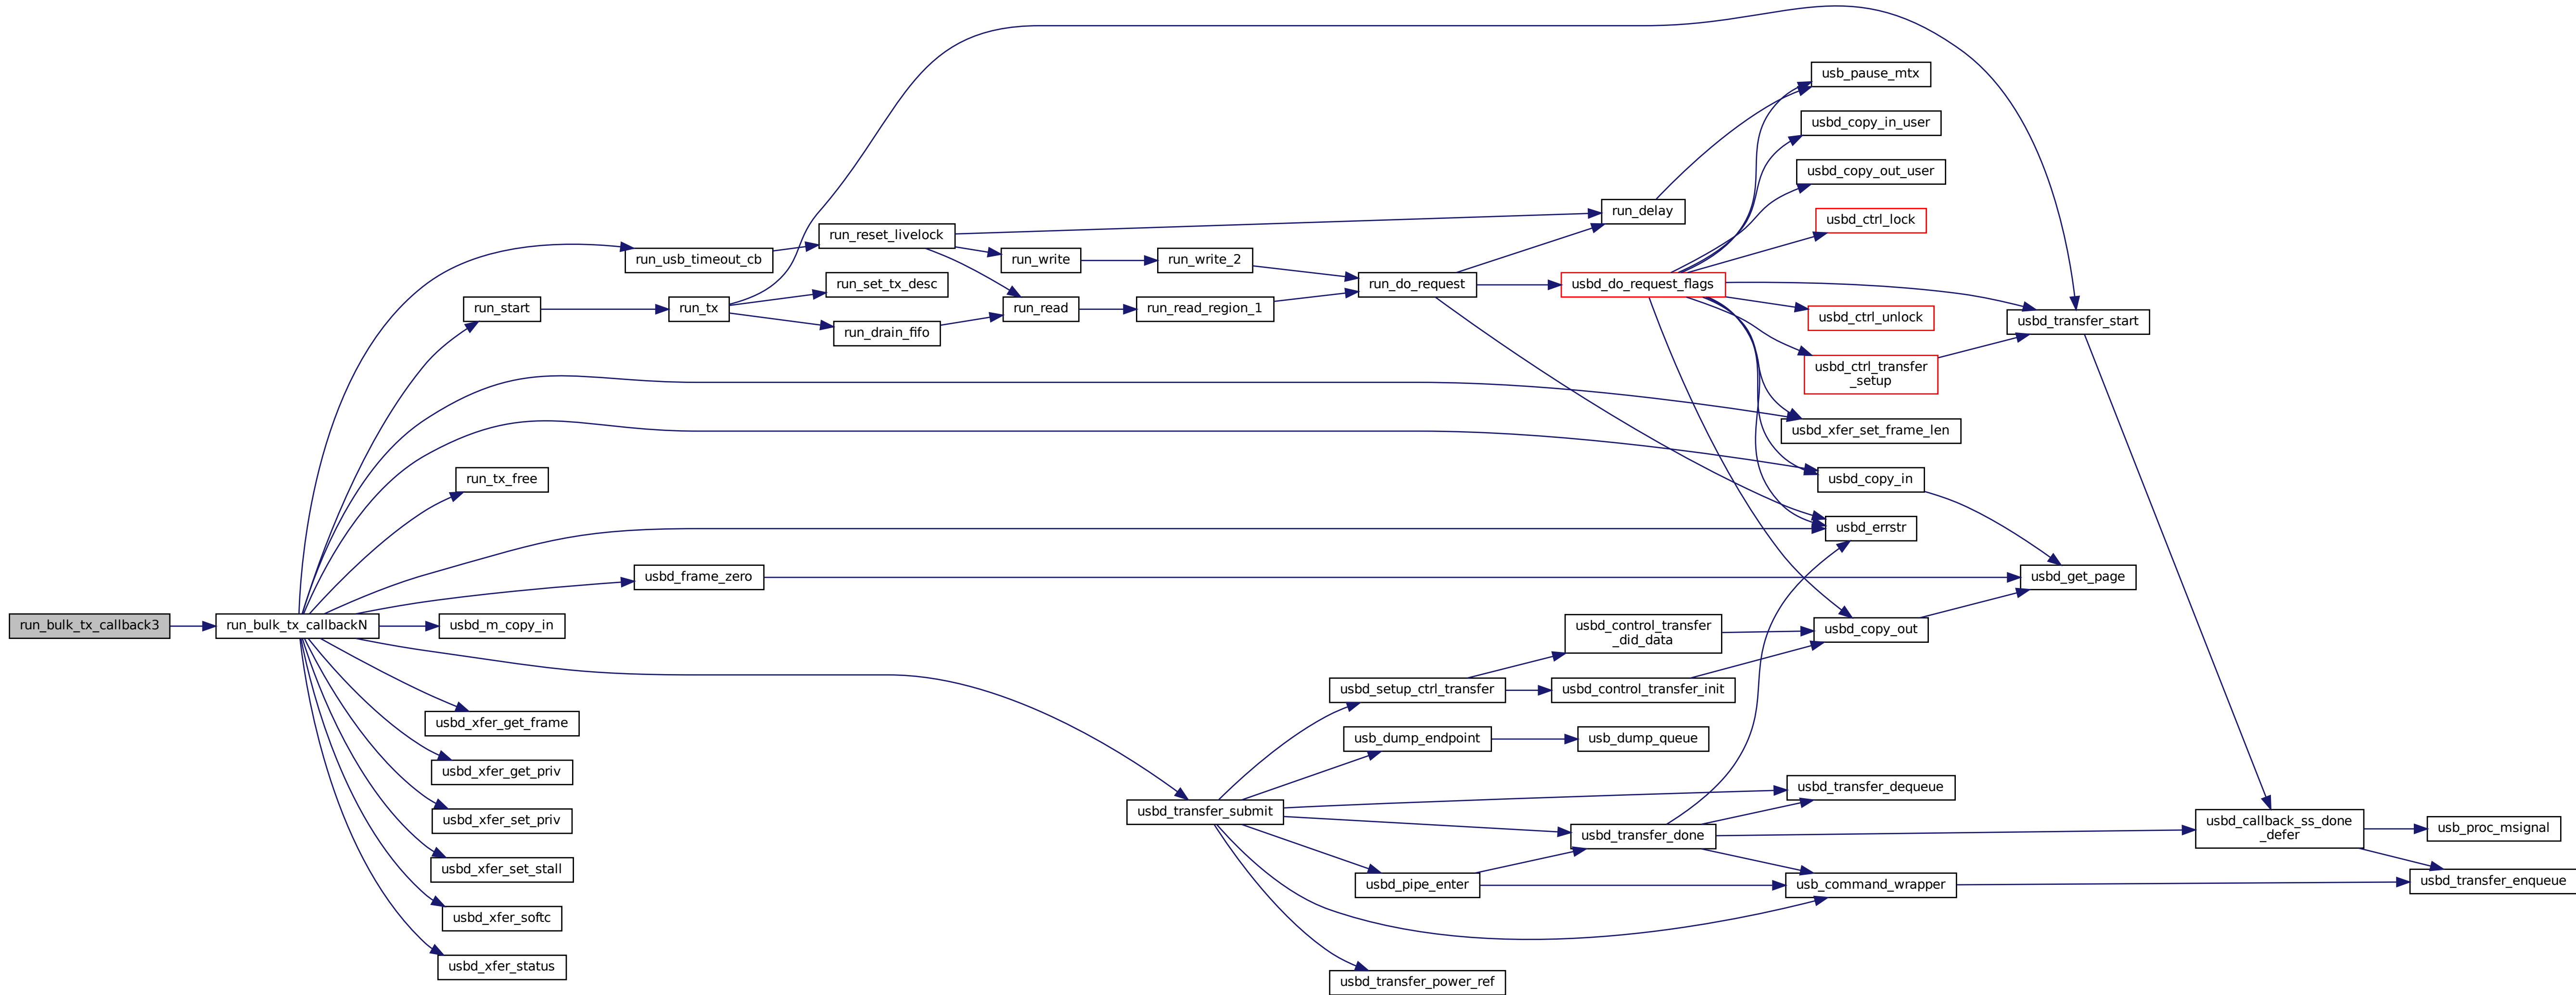 run_bulk_tx_callback3
run_bulk_tx_callbackN
run_usb_timeout_cb
run_start
run_tx_free
usbd_frame_zero
usbd_m_copy_in
usbd_xfer_get_frame
usbd_xfer_get_priv
usbd_xfer_set_priv
usbd_xfer_set_stall
usbd_xfer_softc
usbd_xfer_status
run_tx
run_reset_livelock
run_set_tx_desc
run_drain_fifo
run_write
run_read
run_write_2
run_read_region_1
run_do_request
usbd_transfer_submit
usbd_setup_ctrl_transfer
usb_dump_endpoint
usbd_pipe_enter
usbd_transfer_power_ref
run_delay
usbd_do_request_flags
usbd_control_transfer
_did_data
usbd_control_transfer_init
usb_dump_queue
usbd_transfer_done
usb_pause_mtx
usbd_copy_in_user
usbd_copy_out_user
usbd_ctrl_lock
usbd_ctrl_unlock
usbd_ctrl_transfer
_setup
usbd_xfer_set_frame_len
usbd_copy_in
usbd_errstr
usbd_copy_out
usbd_transfer_dequeue
usb_command_wrapper
usbd_transfer_start
usbd_get_page
usbd_callback_ss_done
_defer
usb_proc_msignal
usbd_transfer_enqueue